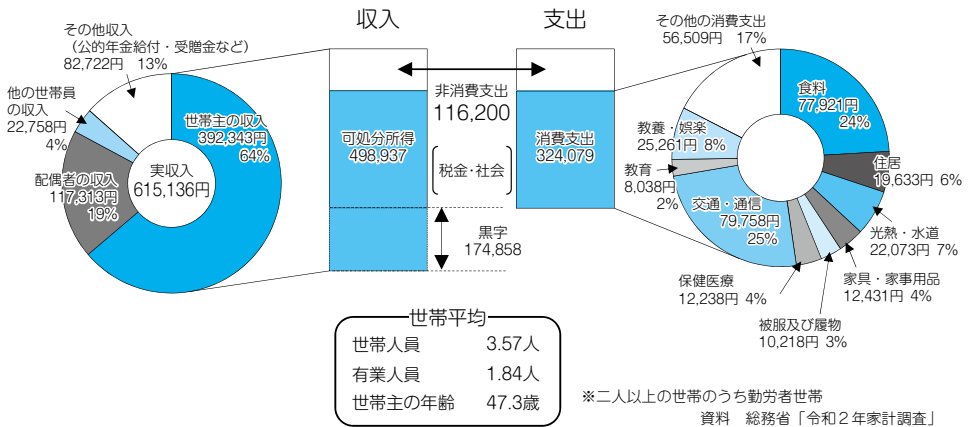 収入
支出
その他収入
（公的年金給付・受贈金など）
82,722円 13%
他の世帯員
の収入
22,758円
4%
世帯主の収入
392,343円
64%
実収入
615,136円
配偶者の収入
117,313円
19%
可処分所得
498,937
非消費支出
116,200
税金・社会
黒字
174,858
消費支出
324,079
その他の消費支出
56,509円 17%
食料
77,921円
24%
住居
19,633円 6%
光熱・水道
22,073円 7%
家具・家事用品
12,431円 4%
被服及び履物
10,218円 3%
保健医療
12,238円 4%
交通・通信
79,758円
25%
教育
8,038円
2%
教養・娯楽
25,261円 8%
世帯平均
世帯人員 3.57人
有業人員 1.84人
世帯主の年齢 47.3歳
※二人以上の世帯のうち勤労者世帯
資料 総務省「令和２年家計調査」